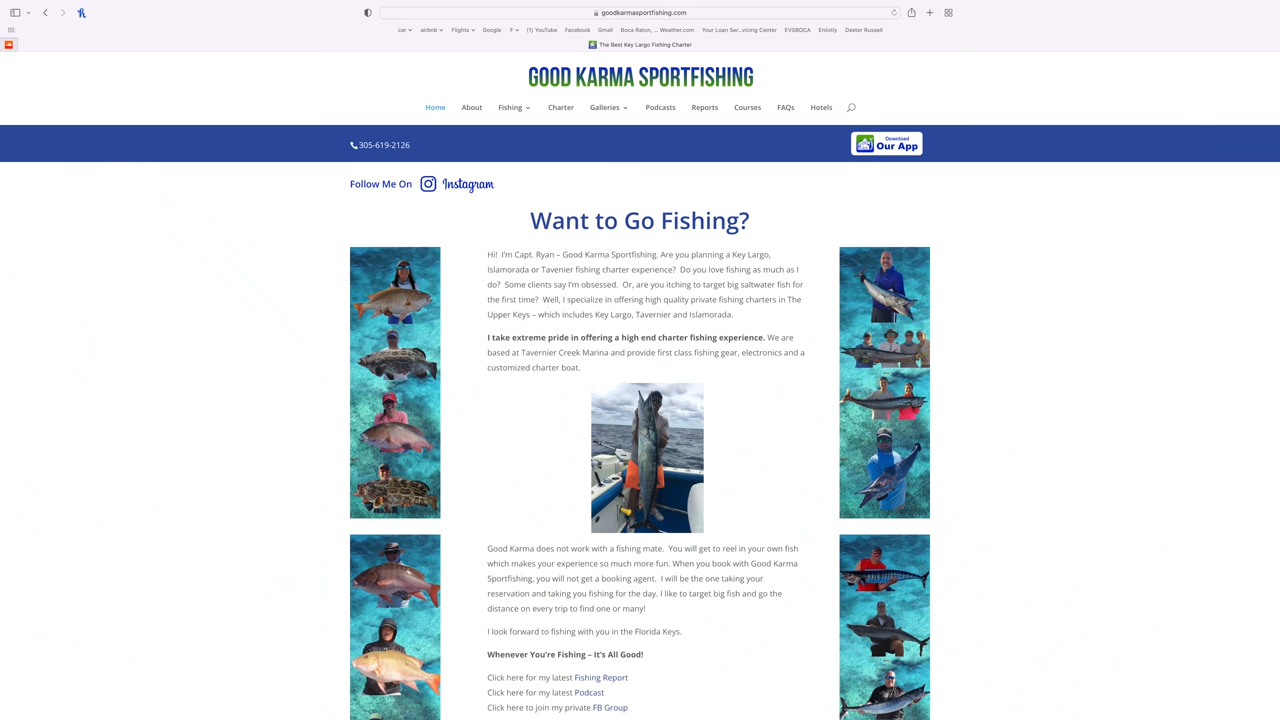 goodkarmasportfishing.com
car airbnb Flights Google F (1) YouTube Facebook Gmail Boca Raton, ... Weather.com Your Loan Ser...vicing Center EVSBOCA Enlistly Dexter Russell
The Best Key Largo Fishing Charter
GOOD KARMA SPORTFISHING
Home About Fishing Charter Galleries Podcasts Reports Courses FAQs Hotels
305-619-2126
Download
Our App
Follow Me On Instagram
Want to Go Fishing?
Hi! I'm Capt. Ryan – Good Karma Sportfishing. Are you planning a Key Largo,
Islamorada or Tavenier fishing charter experience? Do you love fishing as much as I
do? Some clients say I'm obsessed. Or, are you itching to target big saltwater fish for
the first time? Well, I specialize in offering high quality private fishing charters in The
Upper Keys – which includes Key Largo, Tavernier and Islamorada.
I take extreme pride in offering a high end charter fishing experience. We are
based at Tavernier Creek Marina and provide first class fishing gear, electronics and a
customized charter boat.
Good Karma does not work with a fishing mate. You will get to reel in your own fish
which makes your experience so much more fun. When you book with Good Karma
Sportfishing, you will not get a booking agent. I will be the one taking your
reservation and taking you fishing for the day. I like to target big fish and go the
distance on every trip to find one or many!
I look forward to fishing with you in the Florida Keys.
Whenever You're Fishing – It's All Good!
Click here for my latest Fishing Report
Click here for my latest Podcast
Click here to join my private FB Group